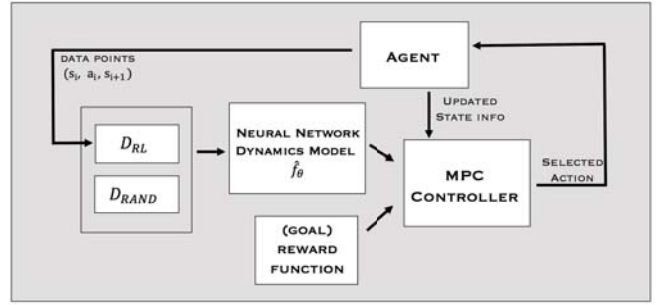 DATA POINTS
(sᵢ, aᵢ, sᵢ₊₁)
AGENT
UPDATED
STATE INFO
D_RL
D_RAND
NEURAL NETWORK
DYNAMICS MODEL
f̂_θ
MPC
CONTROLLER
SELECTED
ACTION
(GOAL)
REWARD
FUNCTION